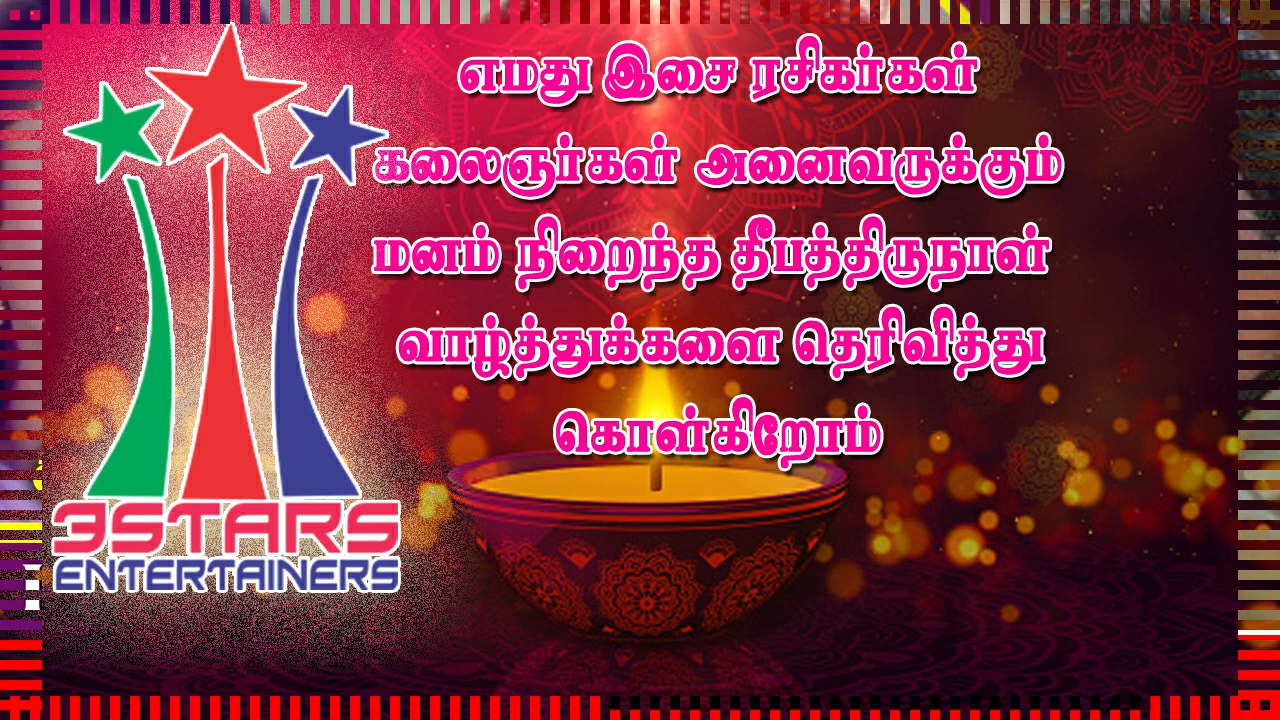 எமது இசை ரசிகர்கள்
கலைஞர்கள் அனைவருக்கும்
மனம் நிறைந்த தீபத்திருநாள்
வாழ்த்துக்களை தெரிவித்து
கொள்கிறோம்
3STARS
ENTERTAINERS